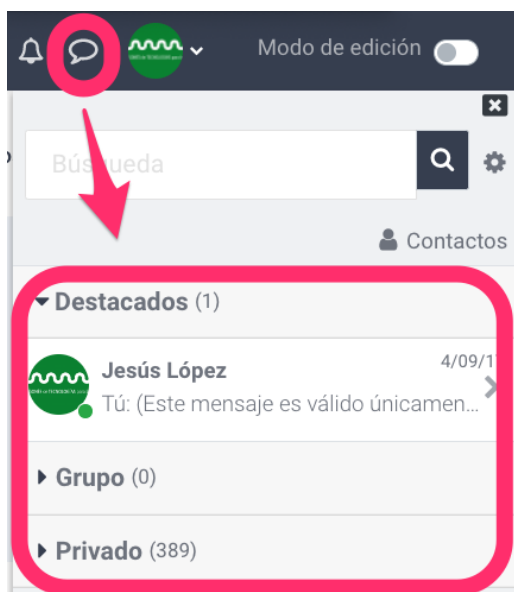 Modo de edición
Búsqueda
Contactos
Destacados (1)
Jesús López 4/09/1
Tú: (Este mensaje es válido únicamen...
Grupo (0)
Privado (389)